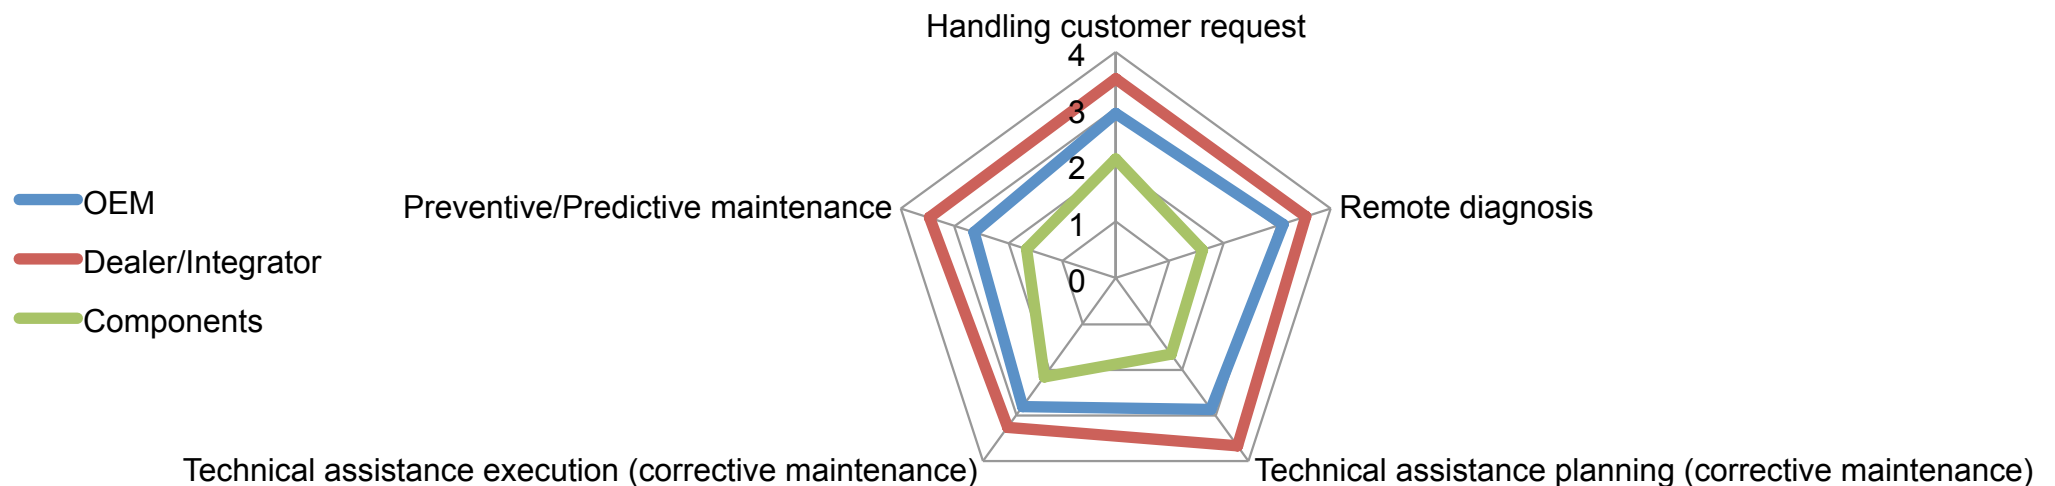 Handling customer request
4
3
2
1
0
Preventive/Predictive maintenance
Remote diagnosis
OEM
Dealer/Integrator
Components
Technical assistance execution (corrective maintenance)
Technical assistance planning (corrective maintenance)